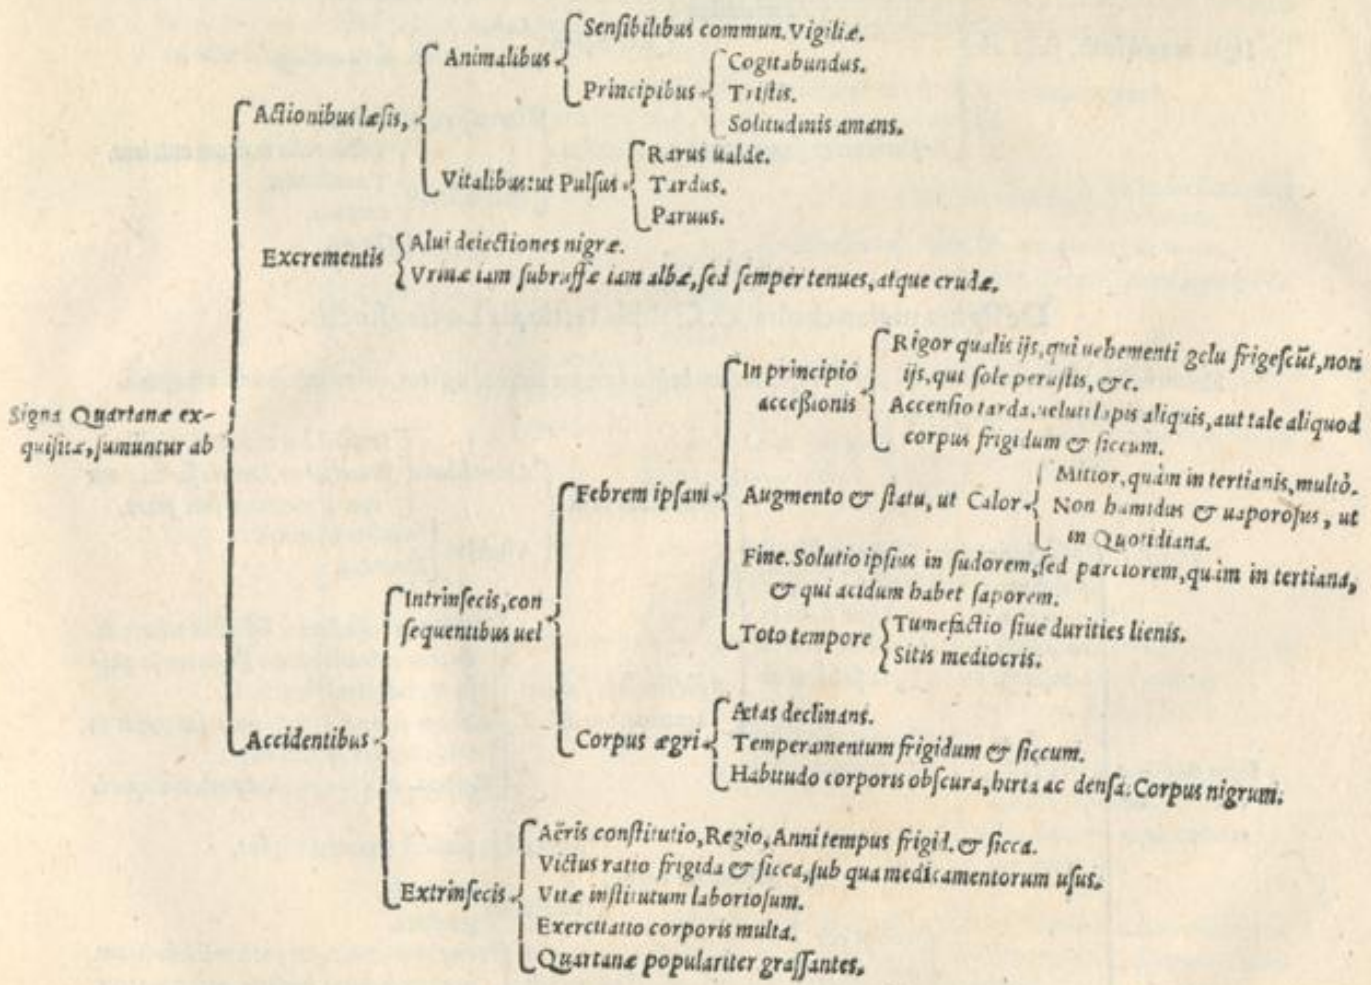 Sensibilibus commun. Vigiliæ.
Animalibus
Cogitabundus.
Principibus
Tristis.
Solitudinis amans.
Actionibus læsis,
Rarus ualde.
Vitalibus: ut Pulsus
Tardus.
Paruus.
Alui deiectiones nigræ.
Excrementis
Vrinæ iam subruffæ iam albæ, sed semper tenues, atque crudæ.
Signa Quartanæ ex-
quisitæ, sumuntur ab
Rigor qualis ijs, qui uehementi gelu frigescũt, non
ijs, qui sole perustis, &c.
In principio
accessionis
Accensio tarda, ueluti lapis aliquis, aut tale aliquod
corpus frigidum & siccum.
Febrem ipsam
Mitior, quàm in tertianis, multò.
Augmento & statu, ut Calor
Non humidus & uaporosus, ut
in Quotidiana.
Fine. Solutio ipsius in sudorem, sed parciorem, quàm in tertiana,
& qui acidum habet saporem.
Toto tempore
Tumefactio siue durities lienis.
Sitis mediocris.
Intrinsecis, con
sequentibus uel
Accidentibus
Ætas declinans.
Corpus ægri
Temperamentum frigidum & siccum.
Habitudo corporis obscura, hirta ac densa. Corpus nigrum.
Aëris constitutio, Regio, Anni tempus frigid. & sicca.
Victus ratio frigida & sicca, sub qua medicamentorum usus.
Extrinsecis
Vitæ institutum laboriosum.
Exercitatio corporis multa.
Quartanæ populariter grassantes.